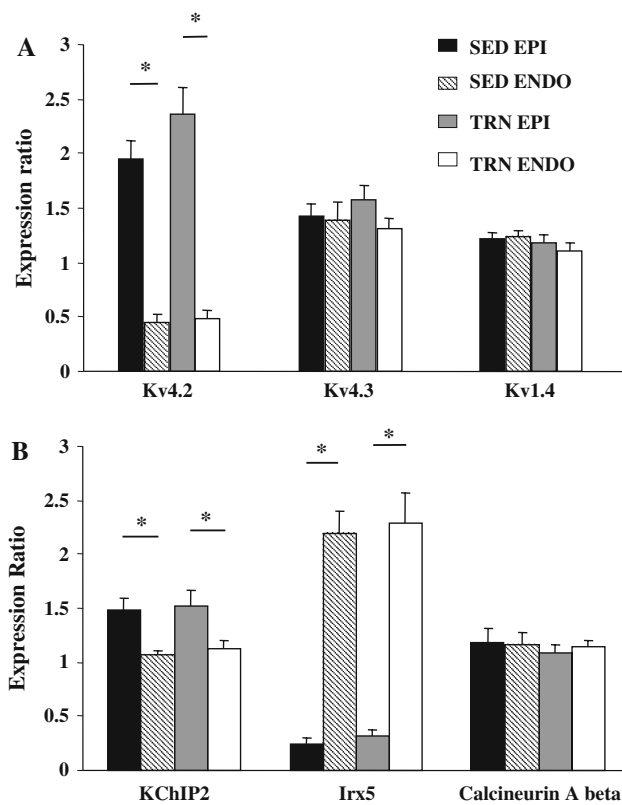 A
Expression ratio
3
2.5
2
1.5
1
0.5
0
*
*
SED EPI
SED ENDO
TRN EPI
TRN ENDO
Kv4.2
Kv4.3
Kv1.4
B
Expression Ratio
3
2.5
2
1.5
1
0.5
0
*
*
*
*
KChIP2
Irx5
Calcineurin A beta